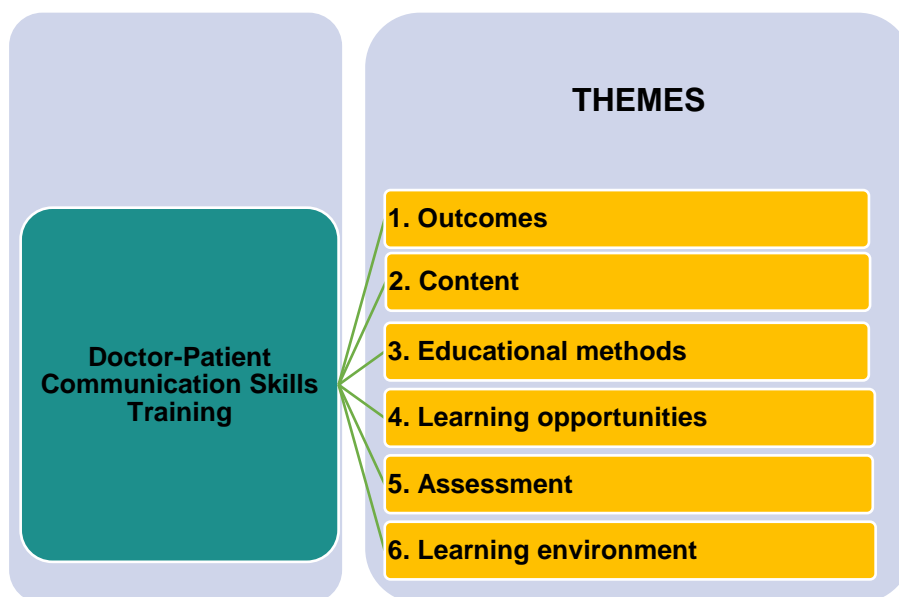 Doctor-Patient
Communication Skills
Training
THEMES
1. Outcomes
2. Content
3. Educational methods
4. Learning opportunities
5. Assessment
6. Learning environment